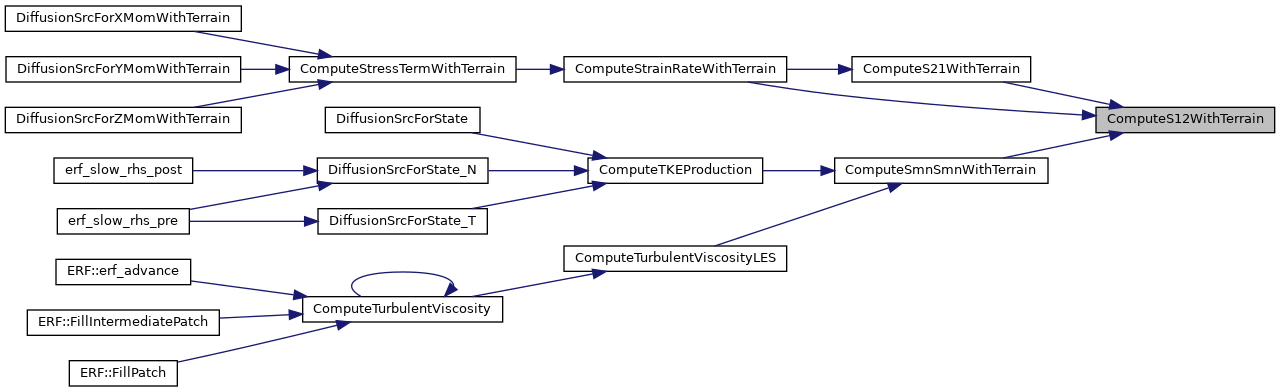 DiffusionSrcForXMomWithTerrain
DiffusionSrcForYMomWithTerrain
ComputeStressTermWithTerrain
ComputeStrainRateWithTerrain
ComputeS21WithTerrain
DiffusionSrcForZMomWithTerrain
DiffusionSrcForState
ComputeS12WithTerrain
erf_slow_rhs_post
DiffusionSrcForState_N
ComputeTKEProduction
ComputeSmnSmnWithTerrain
erf_slow_rhs_pre
DiffusionSrcForState_T
ERF::erf_advance
ComputeTurbulentViscosityLES
ERF::FillIntermediatePatch
ComputeTurbulentViscosity
ERF::FillPatch